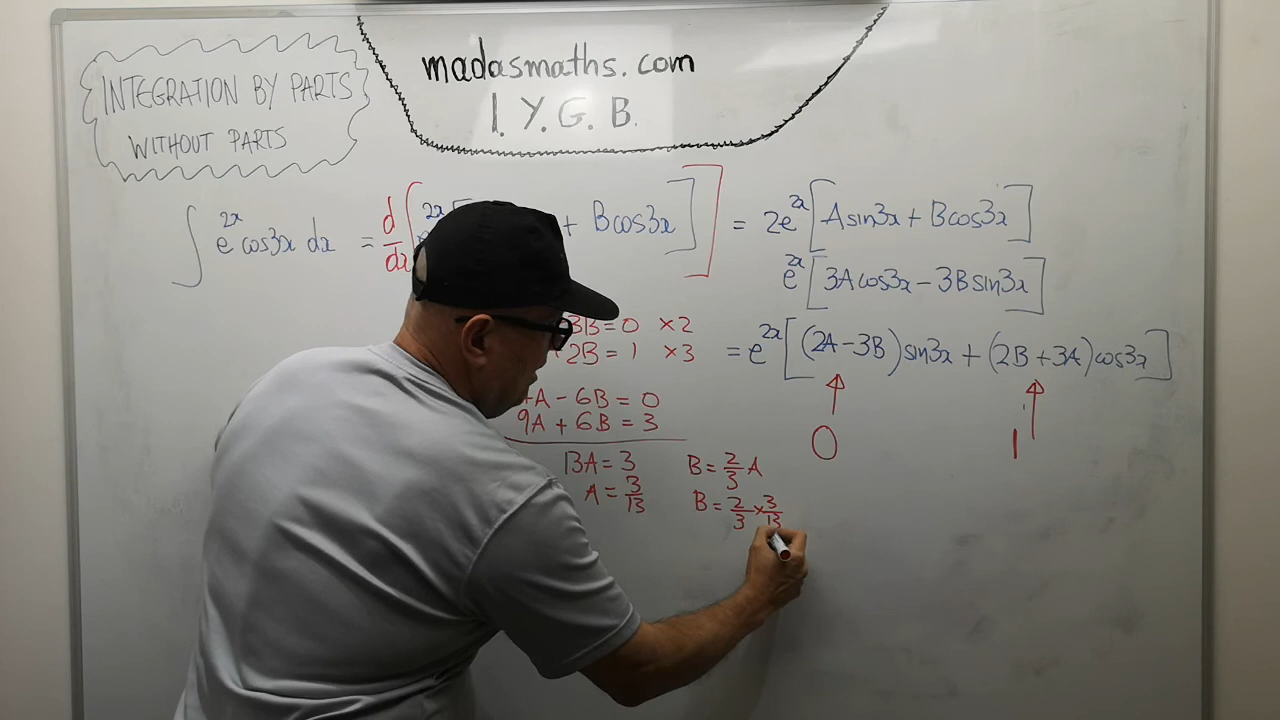 INTEGRATION BY PARTS
WITHOUT PARTS
madasmaths.com
I. Y. G. B.
∫ e^2x cos3x dx = d/dx [ 2x [ + Bcos3x ] ] = 2e^2x [ Asin3x + Bcos3x ]
e^2x [ 3Acos3x - 3Bsin3x ]
= e^2x [ (2A - 3B) sin3x + (2B + 3A) cos3x ]
3B = 0 ×2
2B = 1 ×3
A - 6B = 0
9A + 6B = 3
0
1
13A = 3
A = 3/13
B = 2/3 A
B = 2/3 × 3/13